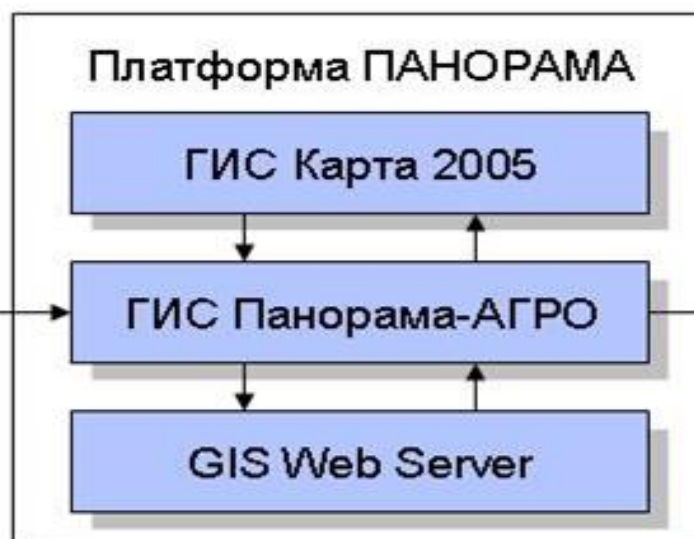 Платформа ПАНОРАМА
ГИС Карта 2005
ГИС Панорама-АГРО
GIS Web Server